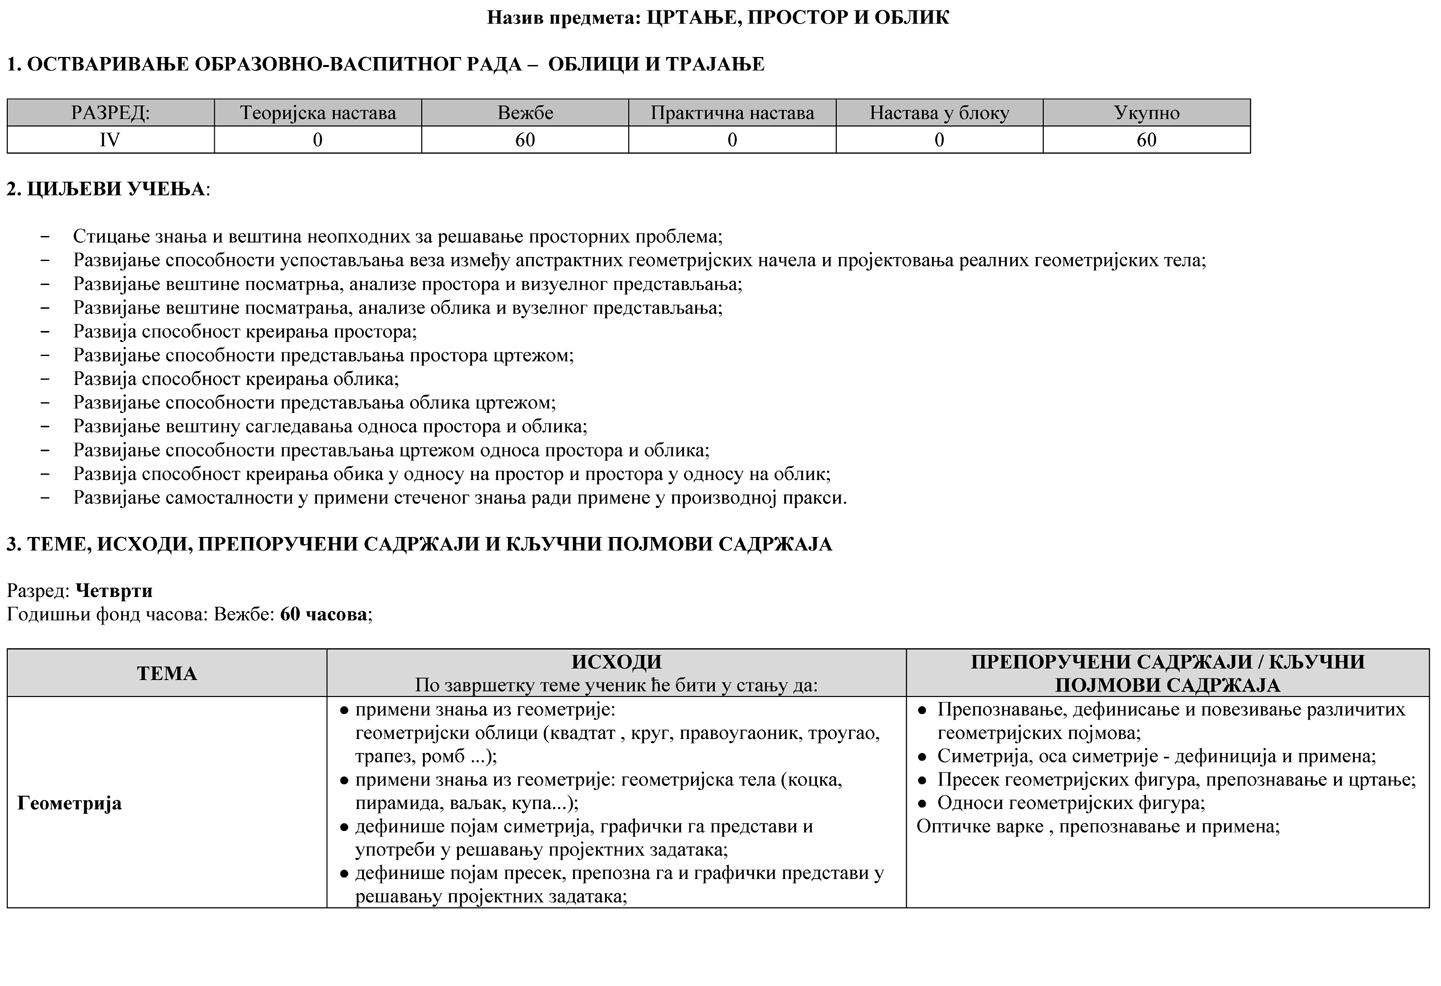 Назив предмета: ЦРТАЊЕ, ПРОСТОР И ОБЛИК
1. ОСТВАРИВАЊЕ ОБРАЗОВНО-ВАСПИТНОГ РАДА – ОБЛИЦИ И ТРАЈАЊЕ
РАЗРЕД: Теоријска настава Вежбе Практична настава Настава у блоку Укупно
IV 0 60 0 0 60
2. ЦИЉЕВИ УЧЕЊА:
- Стицање знања и вештина неопходних за решавање просторних проблема;
- Развијање способности успостављања веза између апстрактних геометријских начела и пројектовања реалних геометријских тела;
- Развијање вештине посматрња, анализе простора и визуелног представљања;
- Развијање вештине посматрања, анализе облика и вузелног представљања;
- Развија способност креирања простора;
- Развијање способности представљања простора цртежом;
- Развија способност креирања облика;
- Развијање способности представљања облика цртежом;
- Развијање вештину сагледавања односа простора и облика;
- Развијање способности престављања цртежом односа простора и облика;
- Развија способност креирања обика у односу на простор и простора у односу на облик;
- Развијање самосталности у примени стеченог знања ради примене у производној пракси.
3. ТЕМЕ, ИСХОДИ, ПРЕПОРУЧЕНИ САДРЖАЈИ И КЉУЧНИ ПОЈМОВИ САДРЖАЈА
Разред: Четврти
Годишњи фонд часова: Вежбе: 60 часова;
ТЕМА
ИСХОДИ
По завршетку теме ученик ће бити у стању да:
ПРЕПОРУЧЕНИ САДРЖАЈИ / КЉУЧНИ
ПОЈМОВИ САДРЖАЈА
Геометрија
● примени знања из геометрије:
геометријски облици (квадтат , круг, правоугаоник, троугао,
трапез, ромб ...);
● примени знања из геометрије: геометријска тела (коцка,
пирамида, ваљак, купа...);
● дефинише појам симетрија, графички га представи и
употреби у решавању пројектних задатака;
● дефинише појам пресек, препозна га и графички представи у
решавању пројектних задатака;
● Препознавање, дефинисање и повезивање различитих
геометријских појмова;
● Симетрија, оса симетрије - дефиниција и примена;
● Пресек геометријских фигура, препознавање и цртање;
● Односи геометријских фигура;
Оптичке варке , препознавање и примена;